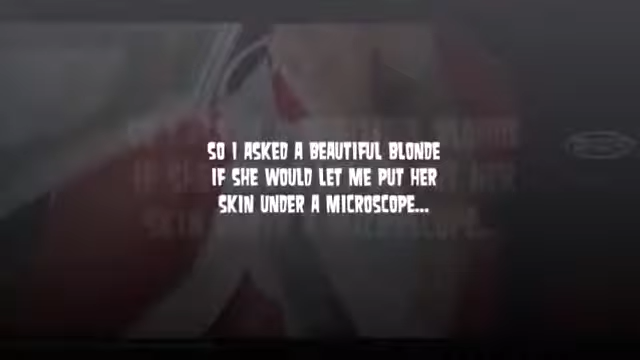 SO I ASKED A BEAUTIFUL BLONDE
IF SHE WOULD LET ME PUT HER
SKIN UNDER A MICROSCOPE...